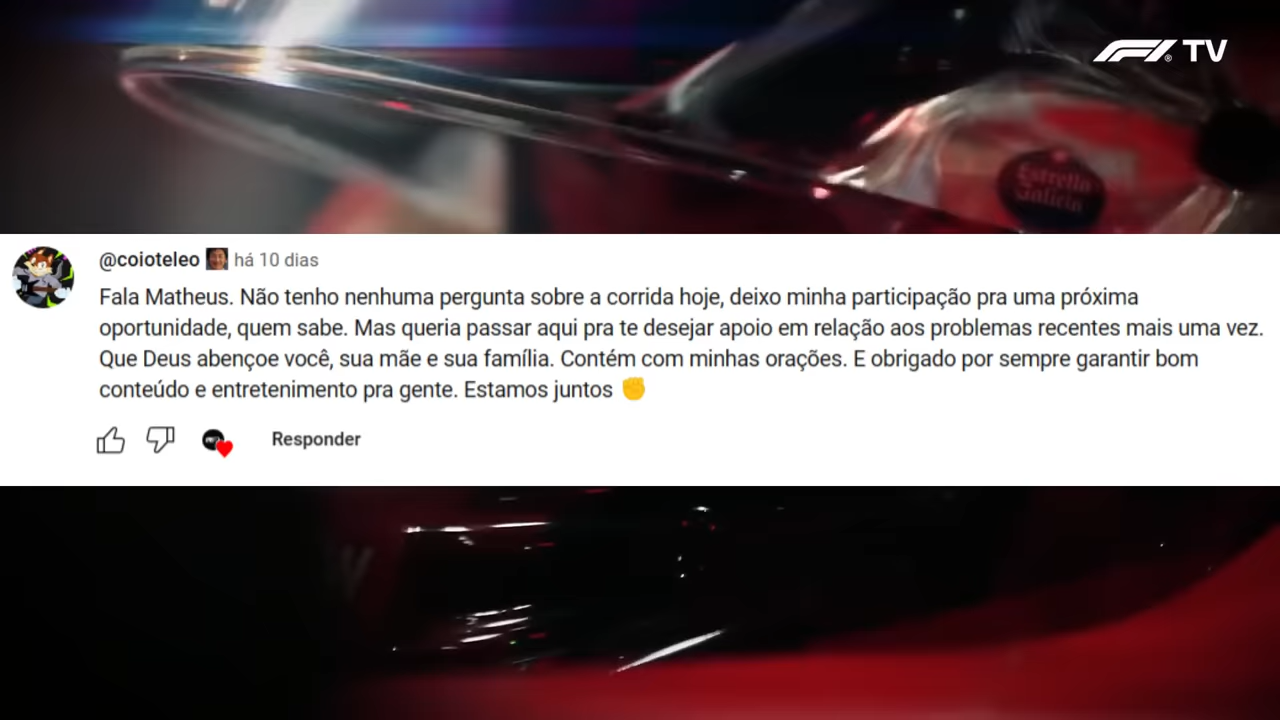 F1® TV
Estrella
Galicia
@coioteleo há 10 dias
Fala Matheus. Não tenho nenhuma pergunta sobre a corrida hoje, deixo minha participação pra uma próxima
oportunidade, quem sabe. Mas queria passar aqui pra te desejar apoio em relação aos problemas recentes mais uma vez.
Que Deus abençoe você, sua mãe e sua família. Contém com minhas orações. E obrigado por sempre garantir bom
conteúdo e entretenimento pra gente. Estamos juntos ✊
Responder